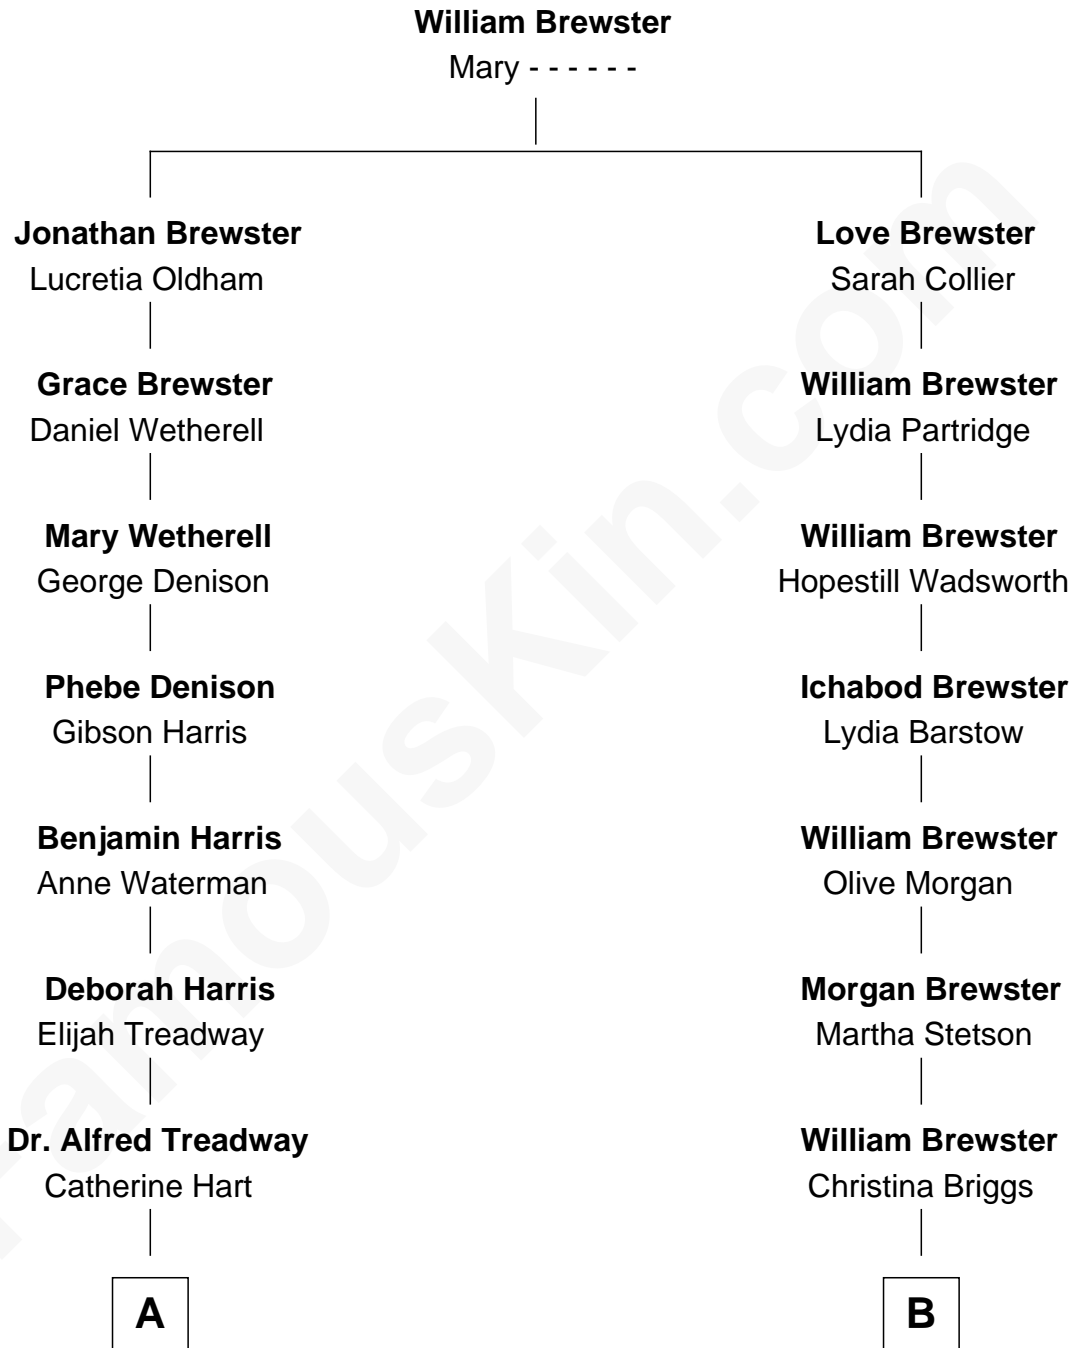 William Brewster
Mary - - - - - -
Jonathan Brewster
Lucretia Oldham
Love Brewster
Sarah Collier
Grace Brewster
Daniel Wetherell
William Brewster
Lydia Partridge
Mary Wetherell
George Denison
William Brewster
Hopestill Wadsworth
Phebe Denison
Gibson Harris
Ichabod Brewster
Lydia Barstow
Benjamin Harris
Anne Waterman
William Brewster
Olive Morgan
Deborah Harris
Elijah Treadway
Morgan Brewster
Martha Stetson
Dr. Alfred Treadway
Catherine Hart
William Brewster
Christina Briggs
A
B
FamousKin.com